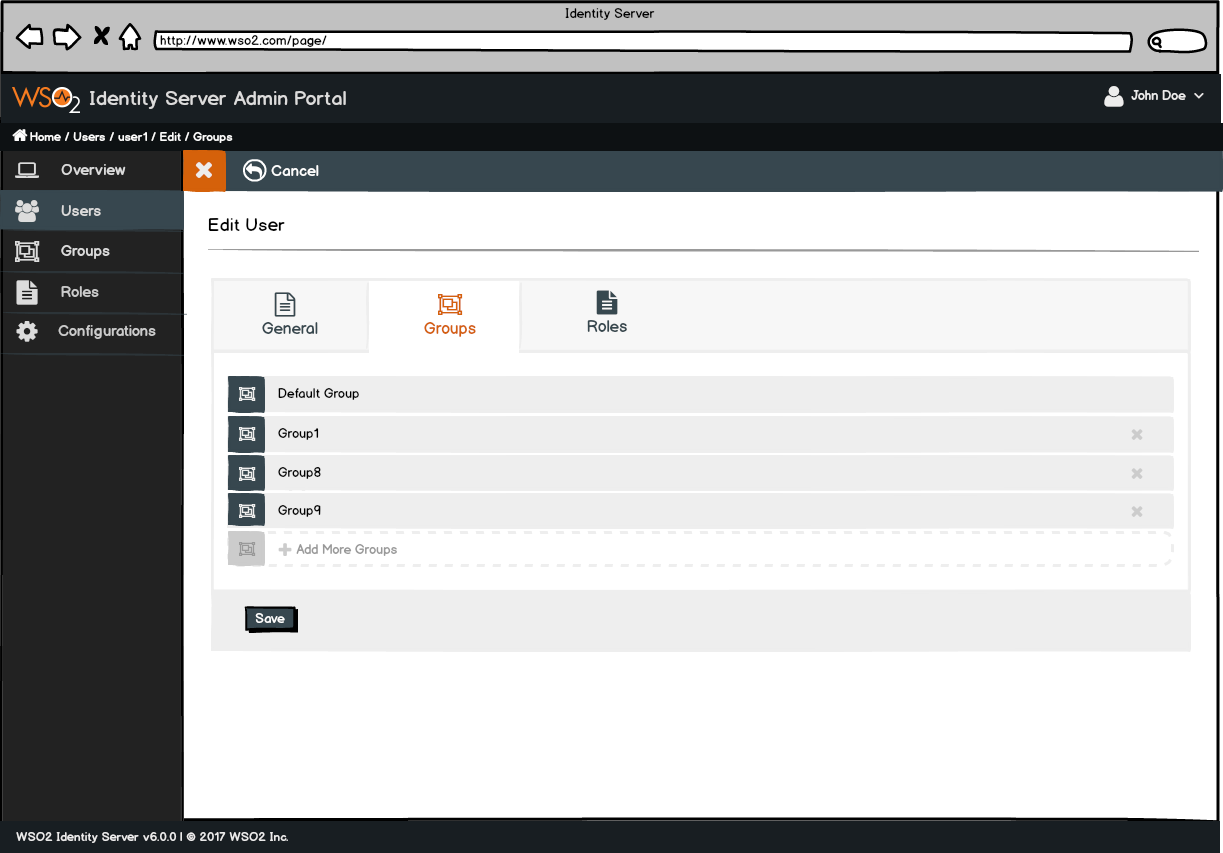 Identity Server
http://www.wso2.com/page/
WSO2 Identity Server Admin Portal
John Doe
Home / Users / user1 / Edit / Groups
Overview
Cancel
Users
Edit User
Groups
Roles
Configurations
General
Groups
Roles
Default Group
Group1
Group8
Group9
Add More Groups
Save
WSO2 Identity Server v6.0.0 | © 2017 WSO2 Inc.